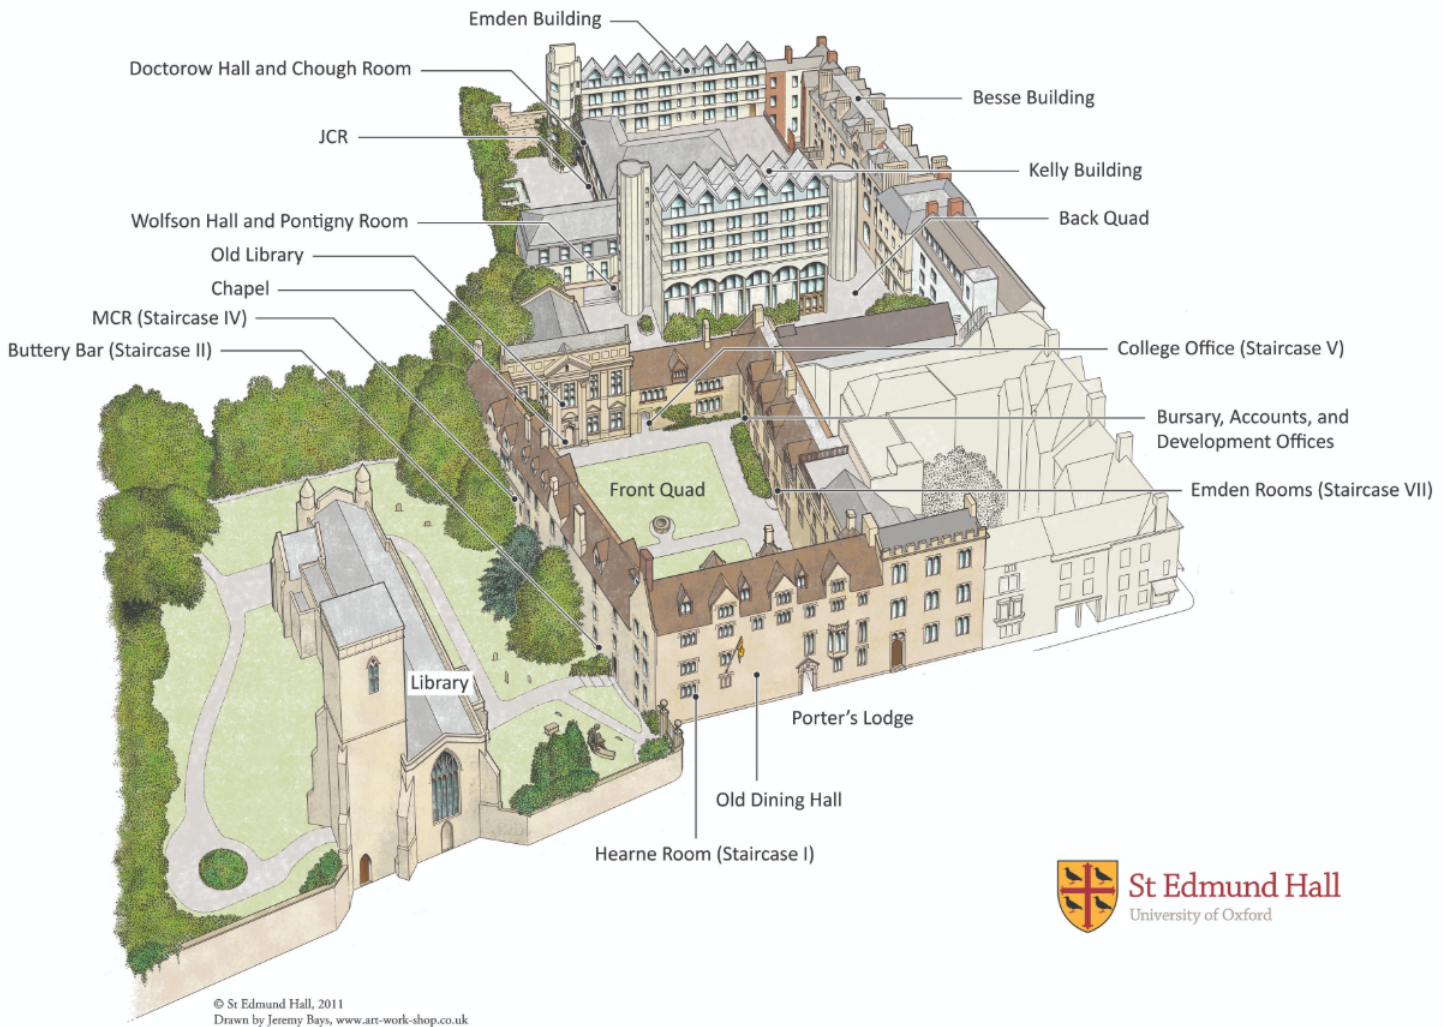 Emden Building
Doctorow Hall and Chough Room
Besse Building
JCR
Kelly Building
Wolfson Hall and Pontigny Room
Back Quad
Old Library
Chapel
MCR (Staircase IV)
Buttery Bar (Staircase II)
College Office (Staircase V)
Bursary, Accounts, and
Development Offices
Front Quad
Emden Rooms (Staircase VII)
Library
Porter's Lodge
Old Dining Hall
Hearne Room (Staircase I)
St Edmund Hall
University of Oxford
© St Edmund Hall, 2011
Drawn by Jeremy Bays, www.art-work-shop.co.uk